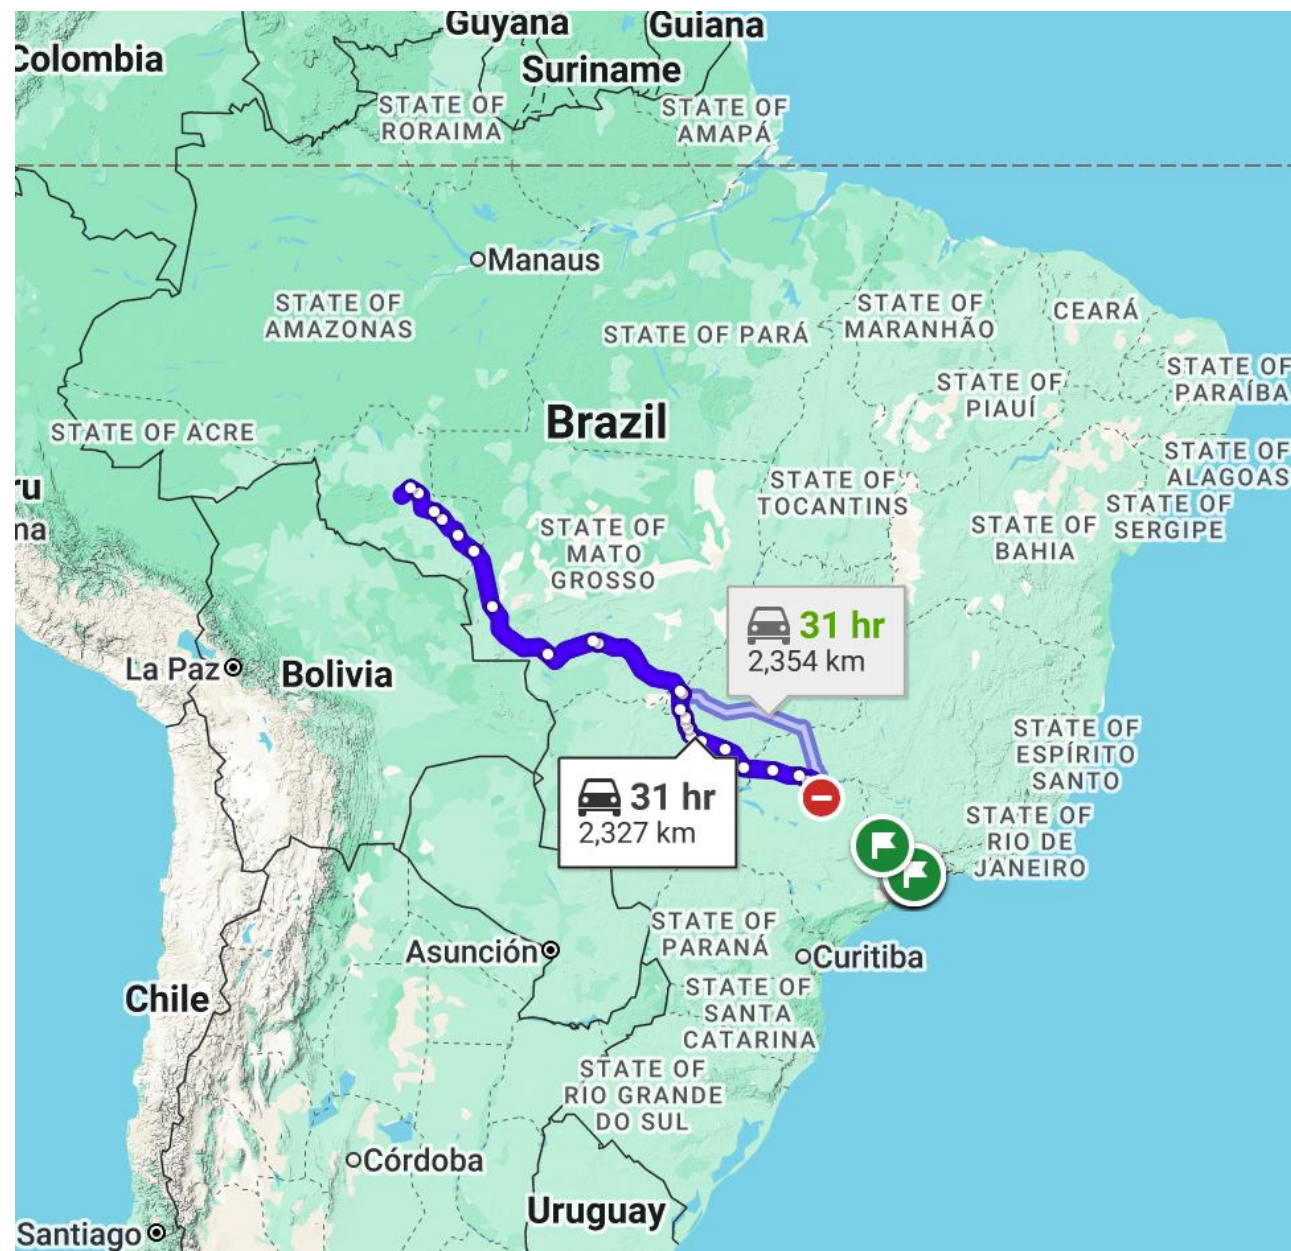 Guyana
Guiana
Colombia
Suriname
STATE OF
RORAIMA
STATE OF
AMAPÁ
Manaus
STATE OF
AMAZONAS
STATE OF PARÁ
STATE OF
MARANHÃO
CEARÁ
STATE OF
PARAÍBA
STATE OF
PIAUÍ
Brazil
STATE OF ACRE
STATE OF
ALAGOAS
STATE OF
TOCANTINS
ru
ma
STATE OF
SERGIPE
STATE OF
MATO
GROSSO
STATE OF
BAHIA
31 hr
2,354 km
La Paz
Bolivia
STATE OF
ESPÍRITO
SANTO
31 hr
2,327 km
STATE OF
RIO DE
JANEIRO
STATE OF
PARANÁ
Asunción
Curitiba
Chile
STATE OF
SANTA
CATARINA
STATE OF
RIO GRANDE
DO SUL
Córdoba
Uruguay
Santiago